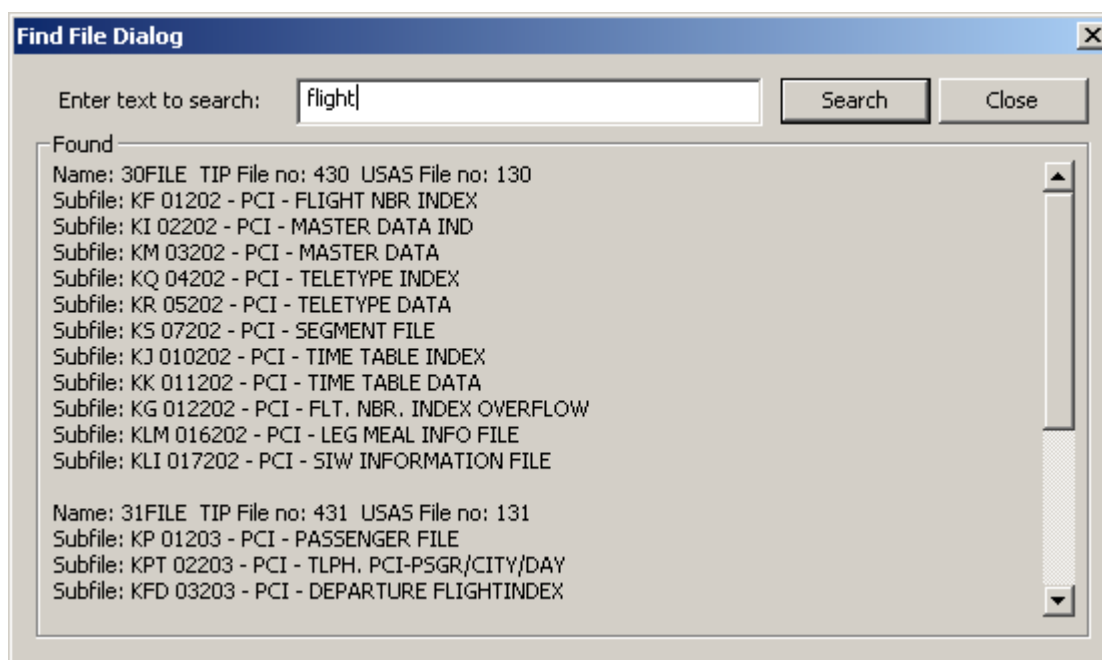 Find File Dialog
Enter text to search: flight Search Close
Found
Name: 30FILE TIP File no: 430 USAS File no: 130
Subfile: KF 01202 - PCI - FLIGHT NBR INDEX
Subfile: KI 02202 - PCI - MASTER DATA IND
Subfile: KM 03202 - PCI - MASTER DATA
Subfile: KQ 04202 - PCI - TELETYPE INDEX
Subfile: KR 05202 - PCI - TELETYPE DATA
Subfile: KS 07202 - PCI - SEGMENT FILE
Subfile: KJ 010202 - PCI - TIME TABLE INDEX
Subfile: KK 011202 - PCI - TIME TABLE DATA
Subfile: KG 012202 - PCI - FLT. NBR. INDEX OVERFLOW
Subfile: KLM 016202 - PCI - LEG MEAL INFO FILE
Subfile: KLI 017202 - PCI - SIW INFORMATION FILE
Name: 31FILE TIP File no: 431 USAS File no: 131
Subfile: KP 01203 - PCI - PASSENGER FILE
Subfile: KPT 02203 - PCI - TLPH. PCI-PSGR/CITY/DAY
Subfile: KFD 03203 - PCI - DEPARTURE FLIGHTINDEX